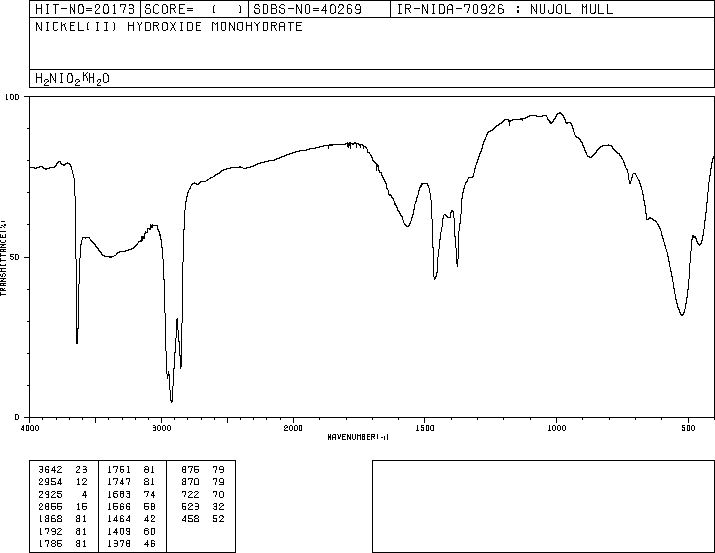 HIT-NO=20173 SCORE= ( ) SDBS-NO=40269 IR-NIDA-70926 : NUJOL MULL
NICKEL(II) HYDROXIDE MONOHYDRATE
H2NIO2KH2O
100
50
0
TRANSMITTANCE(%)
4000 3000 2000 1500 1000 500
WAVENUMBER(-1)
3642 23 1751 81 875 79
2954 12 1747 81 870 79
2925 4 1683 74 722 70
2855 15 1566 58 523 32
1868 81 1464 42 458 52
1792 81 1409 60
1785 81 1378 46